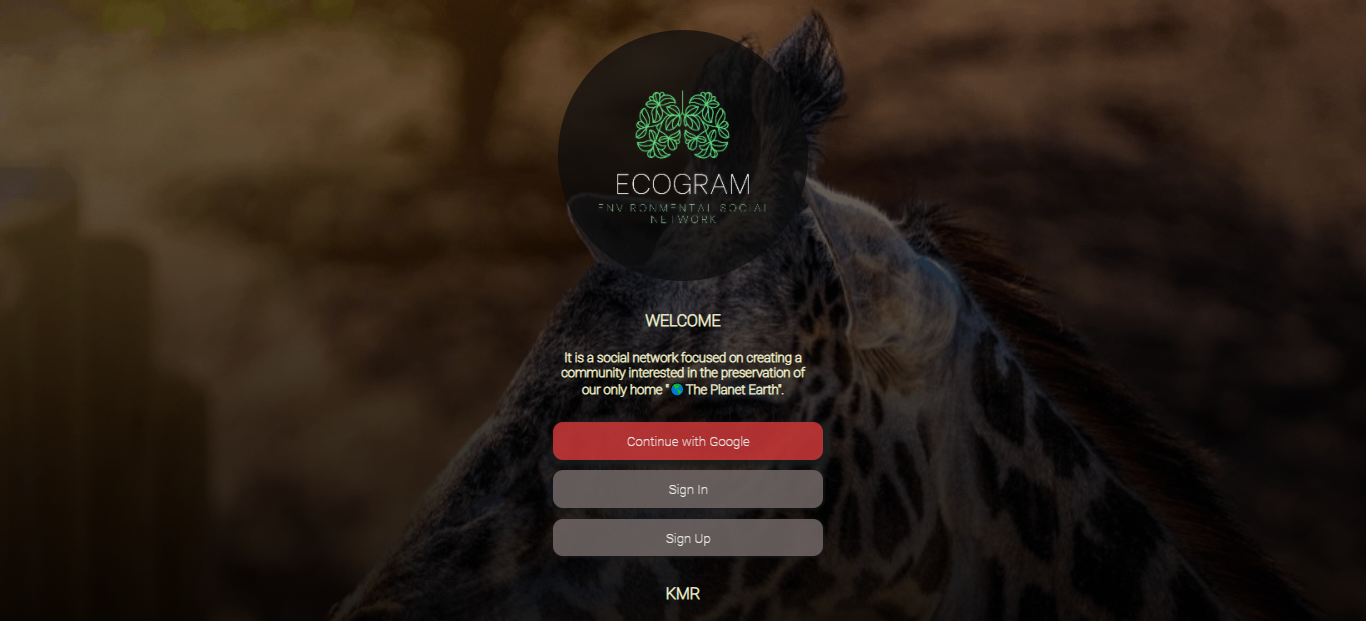 ECOGRAM
ENVIRONMENTAL SOCIAL
NETWORK
WELCOME
It is a social network focused on creating a
community interested in the preservation of
our only home "🌎 The Planet Earth".
Continue with Google
Sign In
Sign Up
KMR